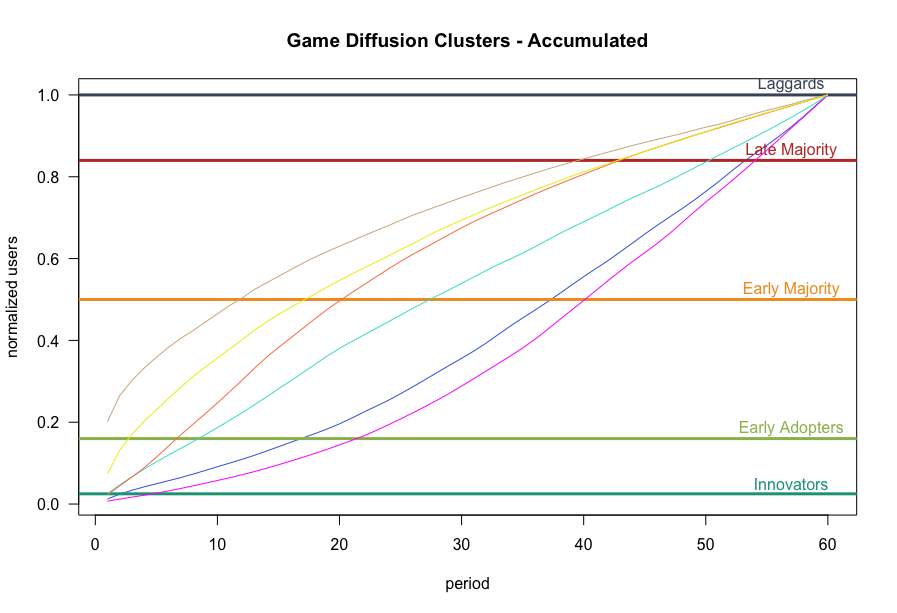 Game Diffusion Clusters - Accumulated
Laggards
1.0
Late Majority
0.8
normalized users
0.6
Early Majority
0.4
0.2
Early Adopters
Innovators
0.0
0 10 20 30 40 50 60
period